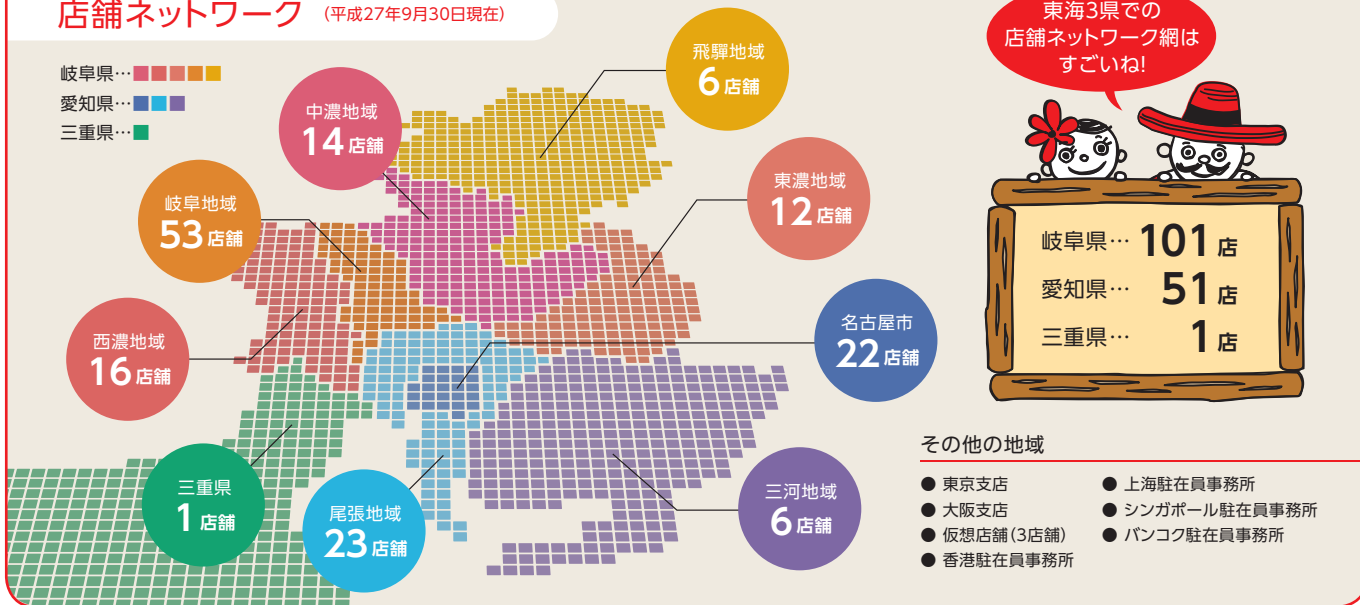 店舗ネットワーク (平成27年9月30日現在)
岐阜県…
愛知県…
三重県…
飛騨地域
6店舗
中濃地域
14店舗
岐阜地域
53店舗
東濃地域
12店舗
西濃地域
16店舗
名古屋市
22店舗
三重県
1店舗
尾張地域
23店舗
三河地域
6店舗
東海3県での
店舗ネットワーク網は
すごいね!
岐阜県… 101店
愛知県… 51店
三重県… 1店
その他の地域
● 東京支店
● 大阪支店
● 仮想店舗(3店舗)
● 香港駐在員事務所
● 上海駐在員事務所
● シンガポール駐在員事務所
● バンコク駐在員事務所